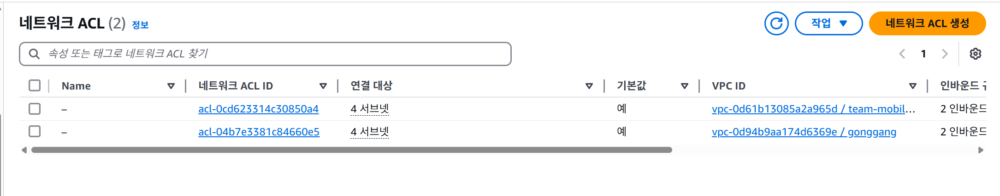 네트워크 ACL (2) 정보 작업 네트워크 ACL 생성
속성 또는 태그로 네트워크 ACL 찾기 1
Name 네트워크 ACL ID 연결 대상 기본값 VPC ID 인바운드
– acl-0cd623314c30850a4 4 서브넷 예 vpc-0d61b13085a2a965d / team-mobil... 2 인바운드
– acl-04b7e3381c84660e5 4 서브넷 예 vpc-0d94b9aa174d6369e / gonggang 2 인바운드